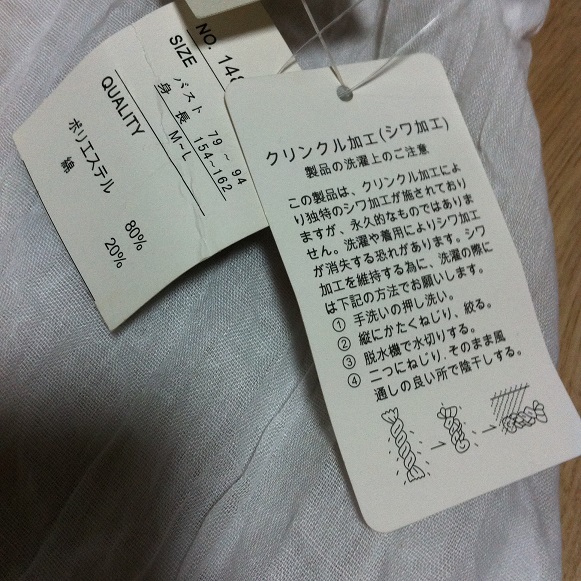 NO. 148
SIZE
バスト 79 ~ 94
身 長 154~162
M~L
QUALITY
ポリエステル 80%
綿 20%
クリンクル加工(シワ加工)
製品の洗濯上のご注意
この製品は、クリンクル加工によ
り独特のシワ加工が施されており
ますが、永久的なものではありま
せん。洗濯や着用によりシワ加工
が消失する恐れがあります。シワ
加工を維持する為に、洗濯の際に
は下記の方法でお願いします。
① 手洗いの押し洗い。
② 縦にかたくねじり、絞る。
③ 脱水機で水切りする。
④ 二つにねじり、そのまま風
通しの良い所で陰干しする。